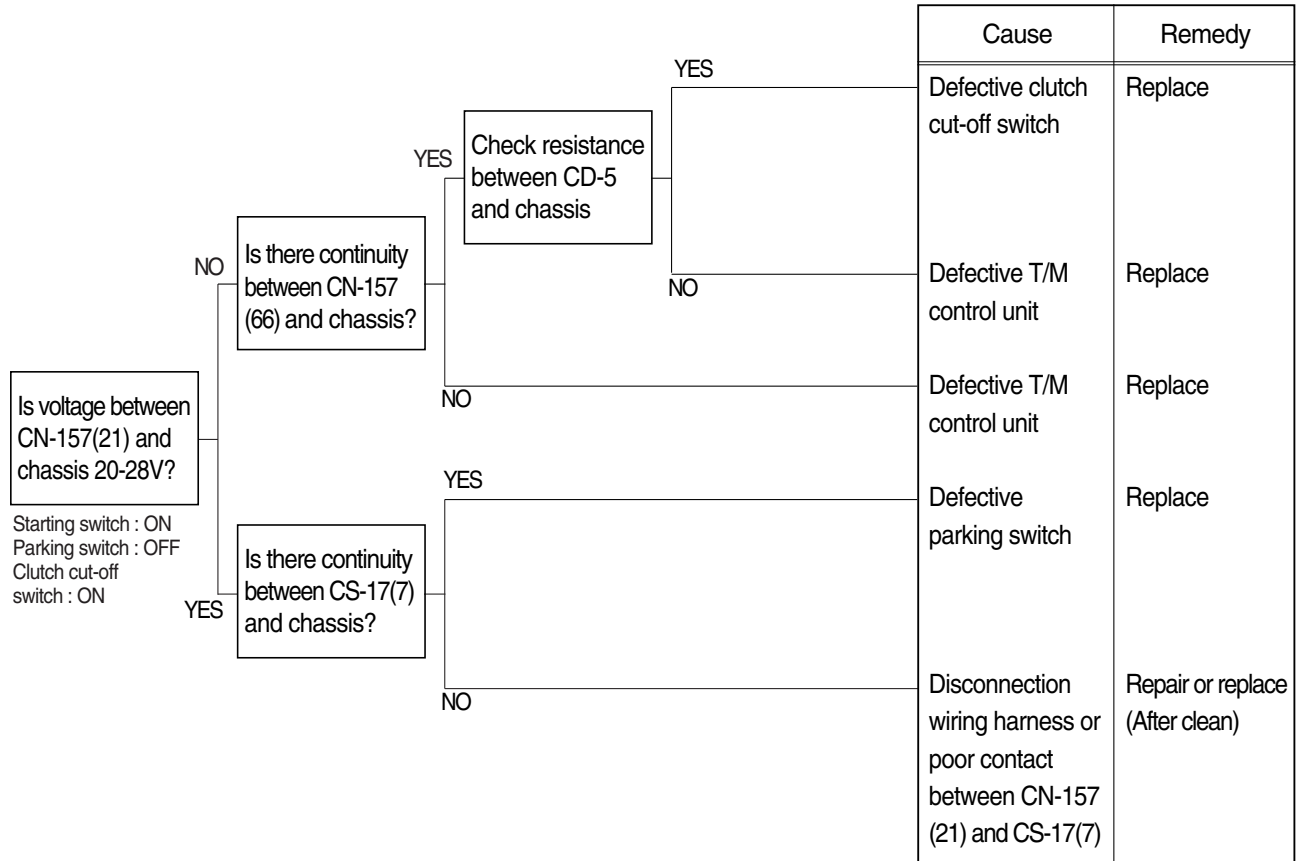 Is voltage between
CN-157(21) and
chassis 20-28V?
Starting switch : ON
Parking switch : OFF
Clutch cut-off
switch : ON
NO
YES
Is there continuity
between CN-157
(66) and chassis?
YES
NO
Is there continuity
between CS-17(7)
and chassis?
YES
NO
Check resistance
between CD-5
and chassis
YES
NO
Cause
Remedy
Defective clutch
cut-off switch
Replace
Defective T/M
control unit
Replace
Defective T/M
control unit
Replace
Defective
parking switch
Replace
Disconnection
wiring harness or
poor contact
between CN-157
(21) and CS-17(7)
Repair or replace
(After clean)